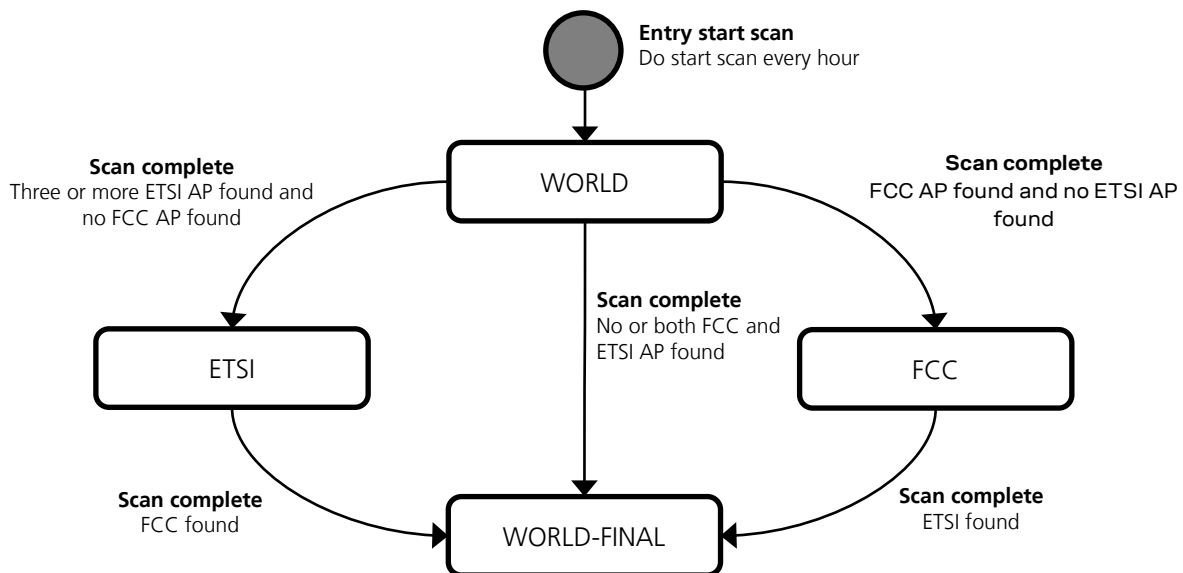 Entry start scan
Do start scan every hour
WORLD
Scan complete
Three or more ETSI AP found and
no FCC AP found
Scan complete
FCC AP found and no ETSI AP
found
Scan complete
No or both FCC and
ETSI AP found
ETSI
FCC
Scan complete
FCC found
Scan complete
ETSI found
WORLD-FINAL